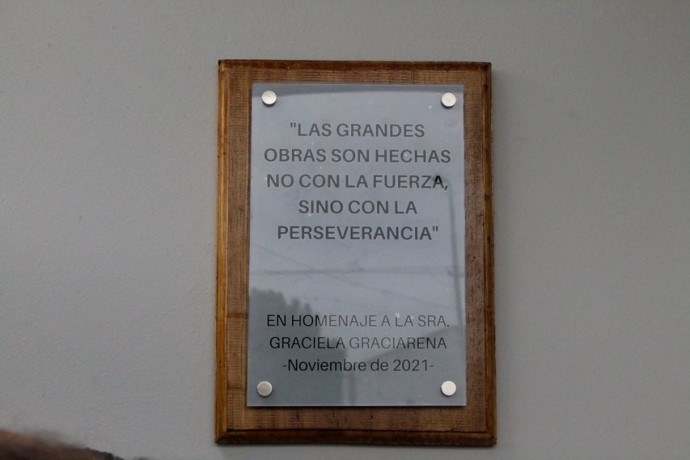 "LAS GRANDES
OBRAS SON HECHAS
NO CON LA FUERZA,
SINO CON LA
PERSEVERANCIA"
EN HOMENAJE A LA SRA.
GRACIELA GRACIARENA
-Noviembre de 2021-